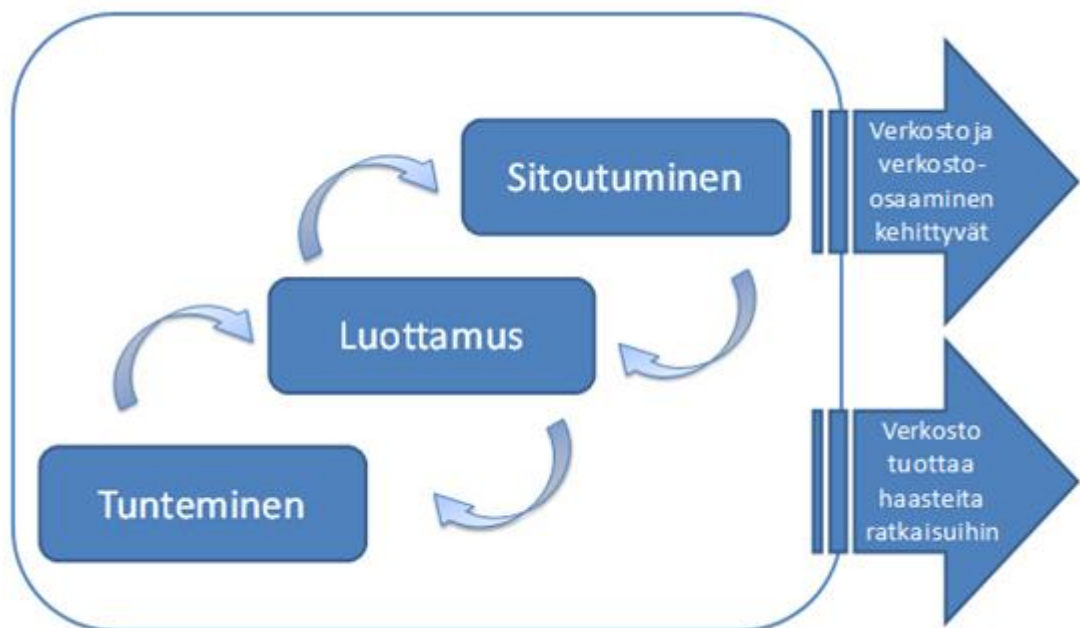 Sitoutuminen
Luottamus
Tunteminen
Verkosto ja
verkosto-
osaaminen
kehittyvät
Verkosto
tuottaa
haasteita
ratkaisuihin